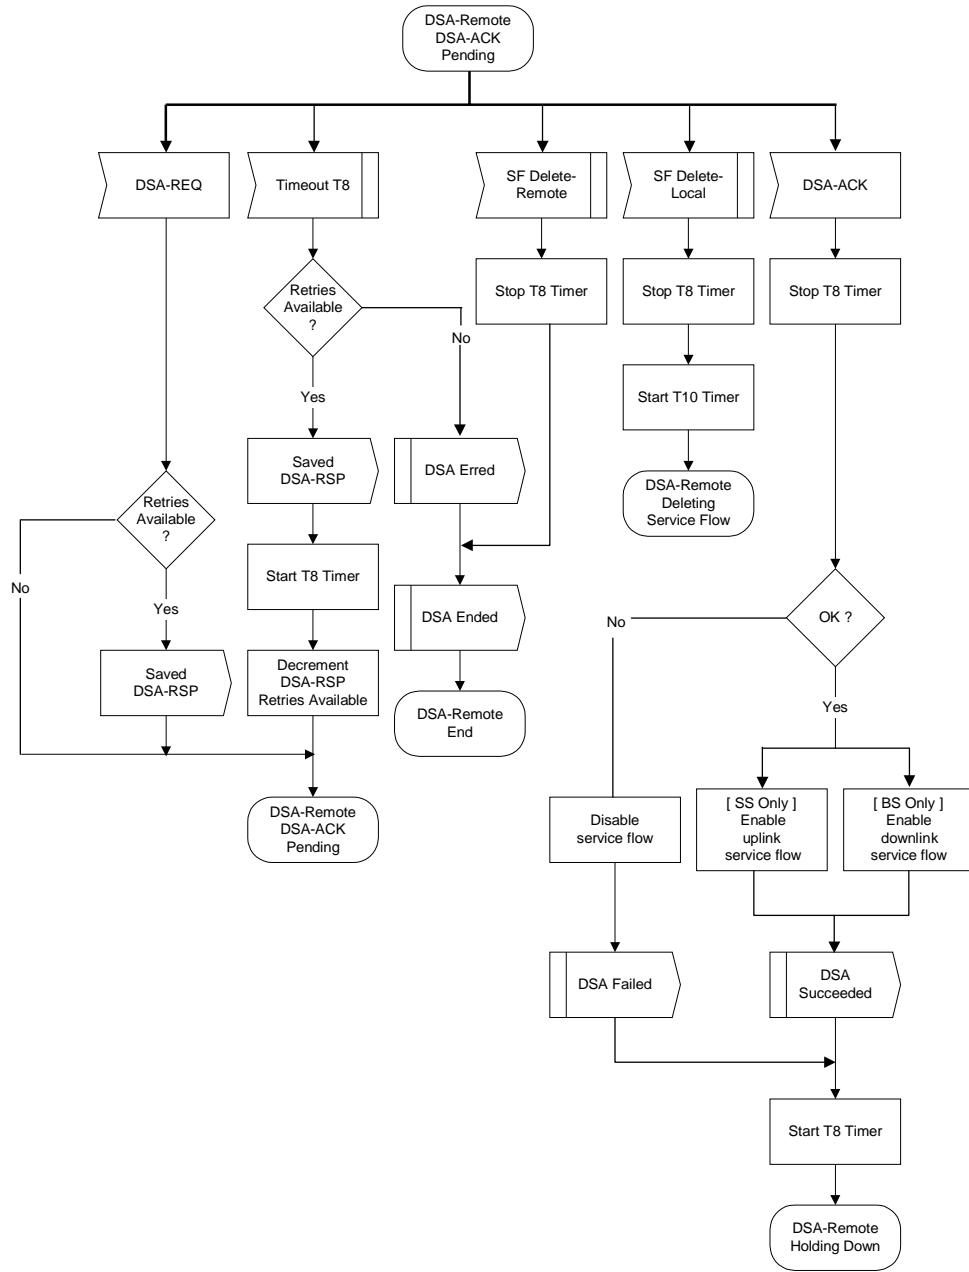 DSA-Remote
DSA-ACK
Pending
DSA-REQ
Timeout T8
SF Delete-
Remote
SF Delete-
Local
DSA-ACK
Retries
Available
?
Stop T8 Timer
Stop T8 Timer
Stop T8 Timer
No
Yes
Start T10 Timer
Saved
DSA-RSP
DSA Erred
DSA-Remote
Deleting
Service Flow
Retries
Available
?
No
Yes
Start T8 Timer
DSA Ended
OK ?
No
Yes
Saved
DSA-RSP
Decrement
DSA-RSP
Retries Available
DSA-Remote
End
DSA-Remote
DSA-ACK
Pending
Disable
service flow
[ SS Only ]
Enable
uplink
service flow
[ BS Only ]
Enable
downlink
service flow
DSA Failed
DSA
Succeeded
Start T8 Timer
DSA-Remote
Holding Down